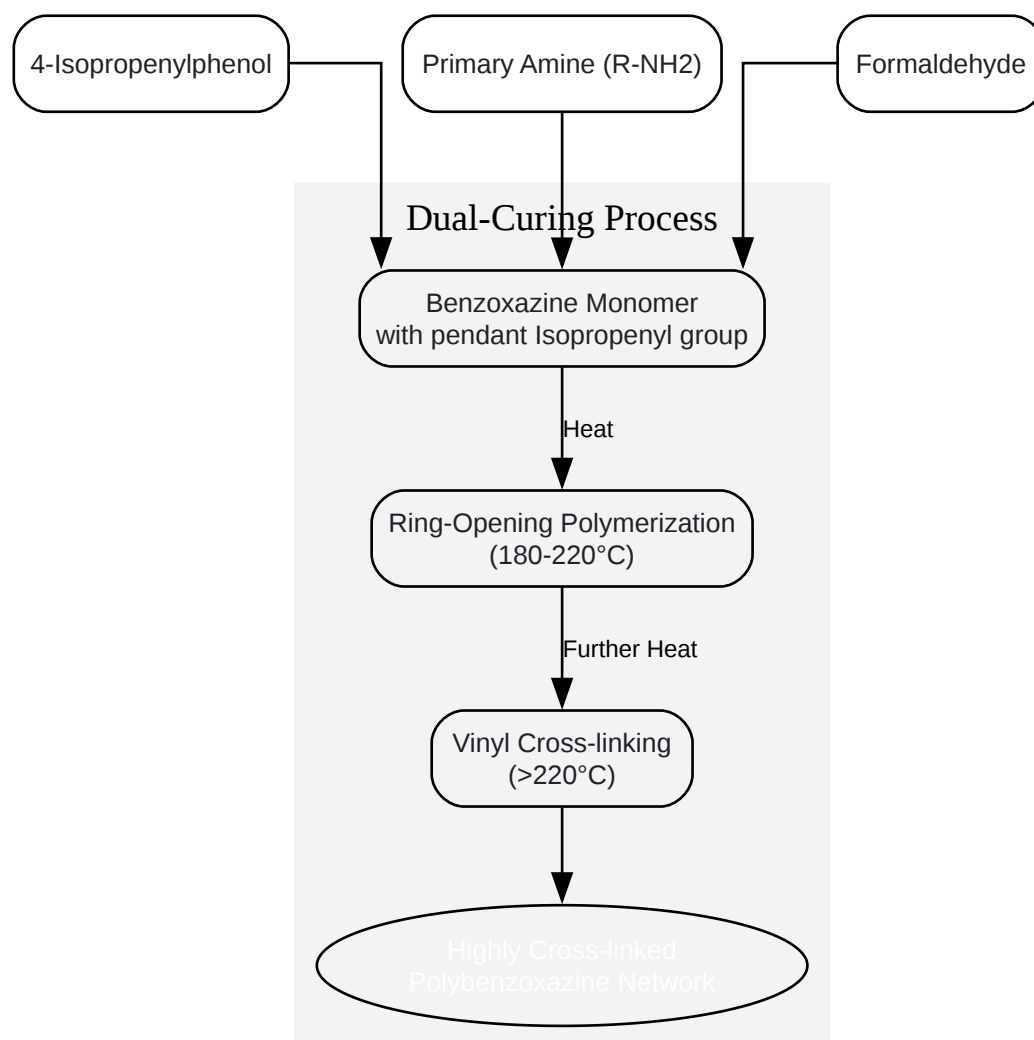 4-Isopropenylphenol
Primary Amine (R-NH2)
Formaldehyde
Dual-Curing Process
Benzoxazine Monomer
with pendant Isopropenyl group
Heat
Ring-Opening Polymerization
(180-220°C)
Further Heat
Vinyl Cross-linking
(>220°C)
Highly Cross-linked
Polybenzoxazine Network